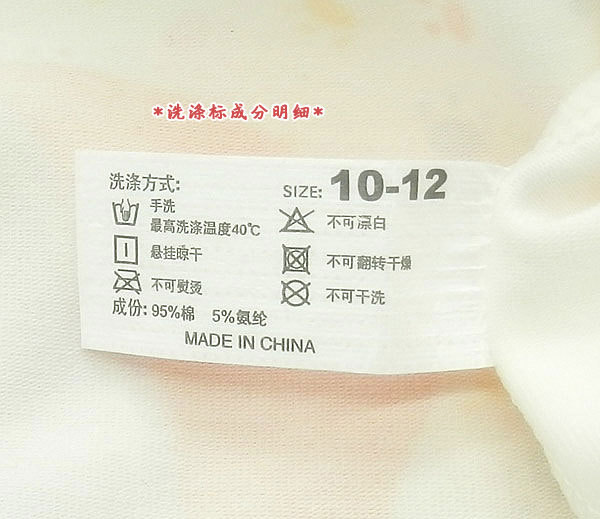 *洗涤标成分明细*
洗涤方式:
SIZE: 10-12
手洗
最高洗涤温度40℃
不可漂白
悬挂晾干
不可翻转干燥
不可熨烫
不可干洗
成份: 95%棉 5%氨纶
MADE IN CHINA